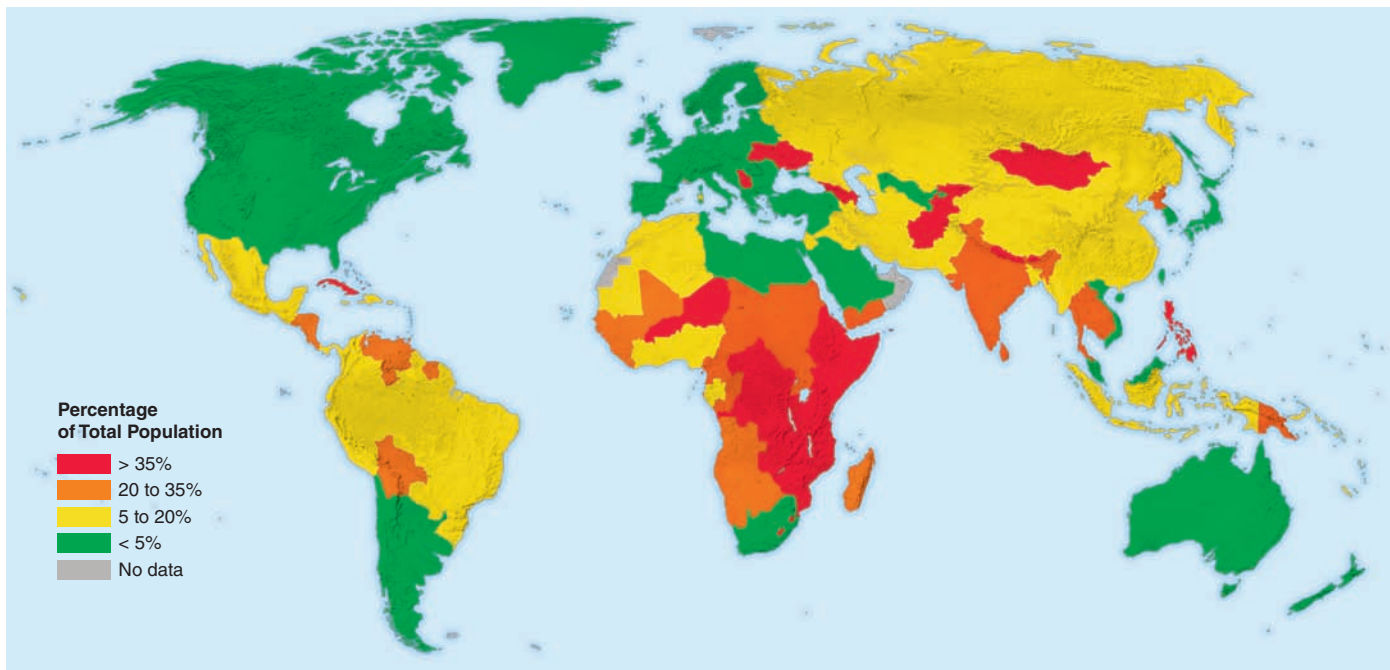 Percentage
of Total Population
> 35%
20 to 35%
5 to 20%
< 5%
No data